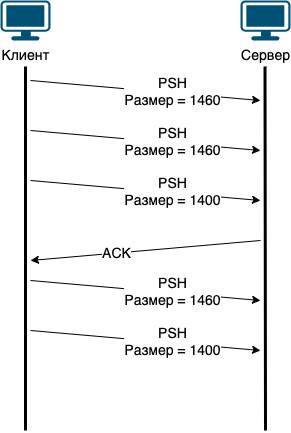 Клиент
Сервер
PSH
Размер = 1460
PSH
Размер = 1460
PSH
Размер = 1400
ACK
PSH
Размер = 1460
PSH
Размер = 1400